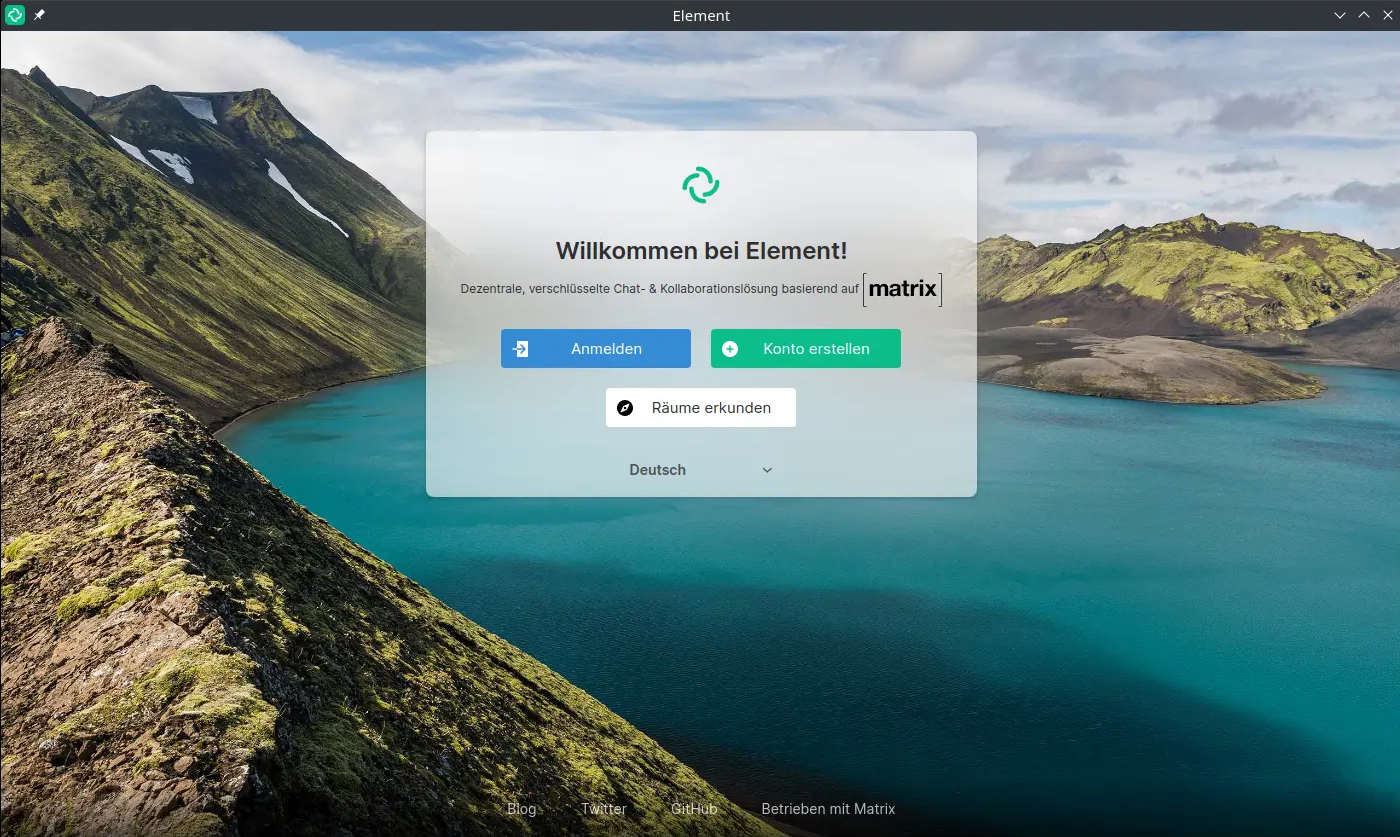 Element
Willkommen bei Element!
Dezentrale, verschlüsselte Chat- & Kollaborationslösung basierend auf [matrix]
Anmelden
Konto erstellen
Räume erkunden
Deutsch
Blog Twitter GitHub Betrieben mit Matrix